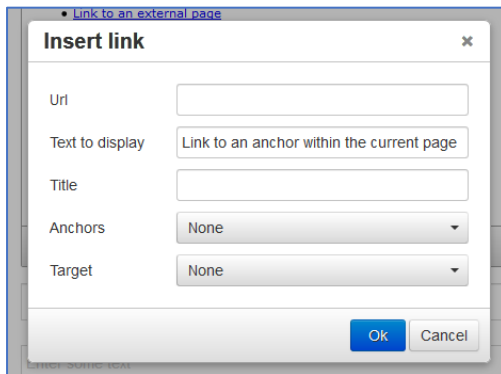 Link to an external page
Insert link ×
Url
Text to display Link to an anchor within the current page
Title
Anchors None
Target None
Ok Cancel
Enter some text